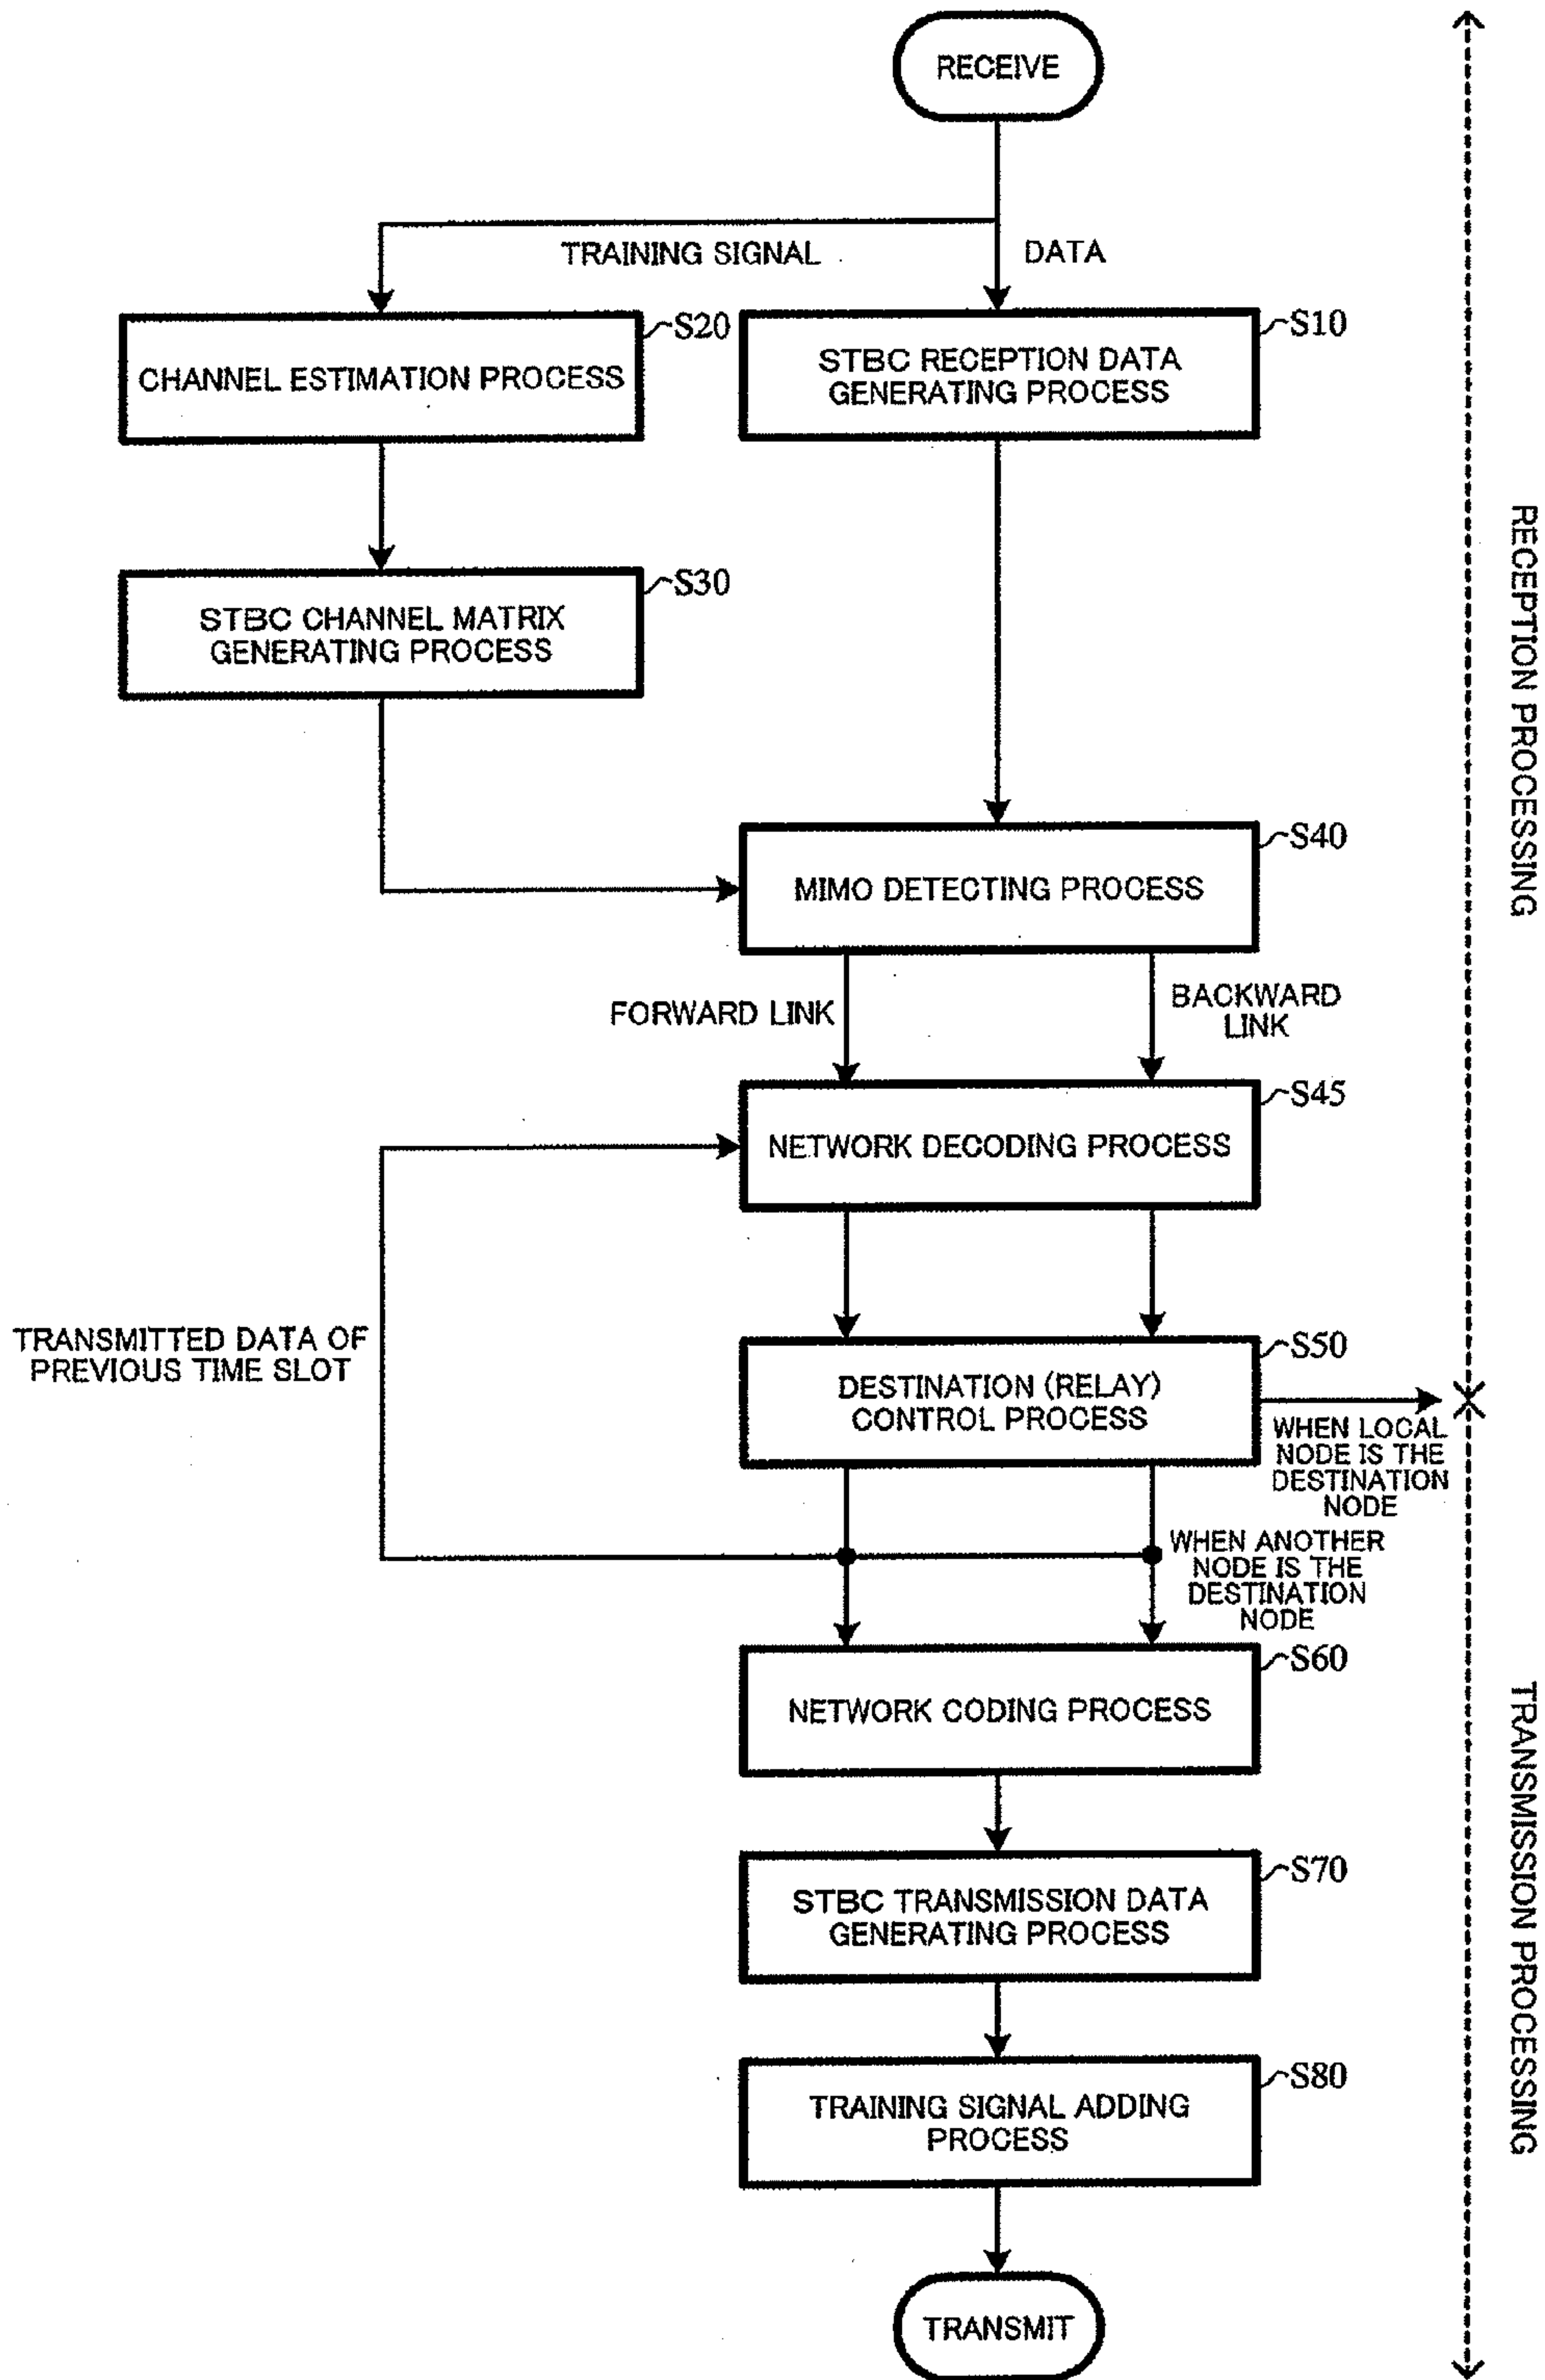 RECEIVE
TRAINING SIGNAL
DATA
S20
S10
CHANNEL ESTIMATION PROCESS
STBC RECEPTION DATA
GENERATING PROCESS
S30
STBC CHANNEL MATRIX
GENERATING PROCESS
RECEPTION PROCESSING
S40
MIMO DETECTING PROCESS
FORWARD LINK
BACKWARD
LINK
S45
NETWORK DECODING PROCESS
TRANSMITTED DATA OF
PREVIOUS TIME SLOT
S50
DESTINATION (RELAY)
CONTROL PROCESS
WHEN LOCAL
NODE IS THE
DESTINATION
NODE
WHEN ANOTHER
NODE IS THE
DESTINATION
NODE
S60
NETWORK CODING PROCESS
TRANSMISSION PROCESSING
S70
STBC TRANSMISSION DATA
GENERATING PROCESS
S80
TRAINING SIGNAL ADDING
PROCESS
TRANSMIT